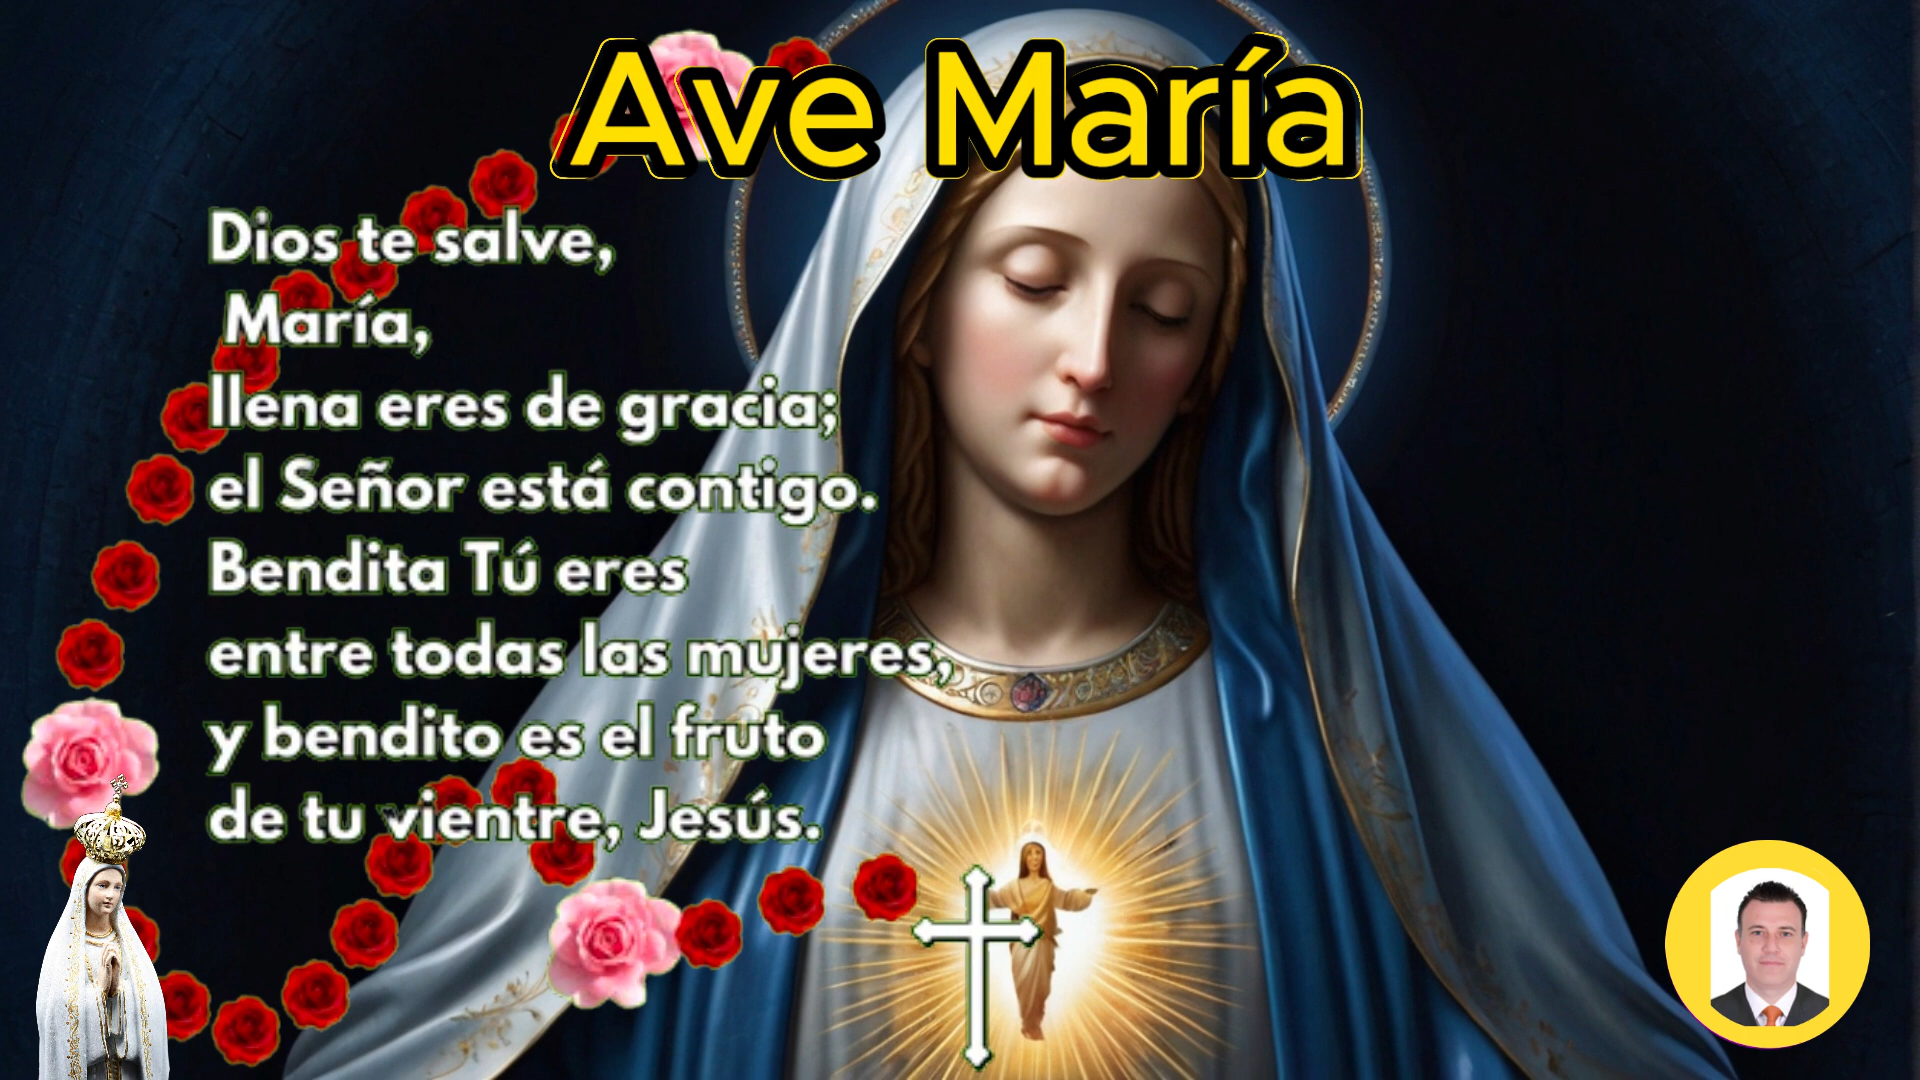 Ave María
Dios te salve,
María,
llena eres de gracia;
el Señor está contigo.
Bendita Tú eres
entre todas las mujeres,
y bendito es el fruto
de tu vientre, Jesús.